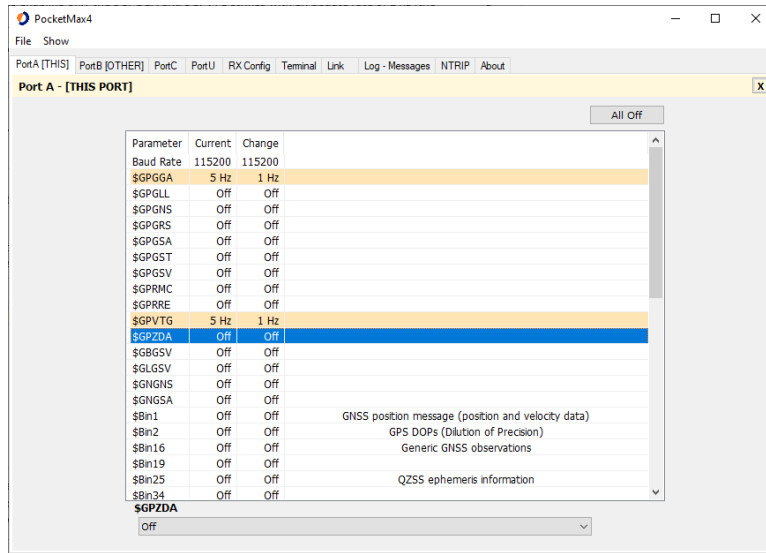 PocketMax4
File Show
PortA [THIS] PortB [OTHER] PortC PortU RX Config Terminal Link Log - Messages NTRIP About
Port A - [THIS PORT] X
All Off
Parameter Current Change
Baud Rate 115200 115200
$GPGGA 5 Hz 1 Hz
$GPGLL Off Off
$GPGNS Off Off
$GPGRS Off Off
$GPGSA Off Off
$GPGST Off Off
$GPGSV Off Off
$GPRMC Off Off
$GPRRE Off Off
$GPVTG 5 Hz 1 Hz
$GPZDA Off Off
$GBGSV Off Off
$GLGSV Off Off
$GNGNS Off Off
$GNGSA Off Off
$Bin1 Off Off GNSS position message (position and velocity data)
$Bin2 Off Off GPS DOPs (Dilution of Precision)
$Bin16 Off Off Generic GNSS observations
$Bin19 Off Off
$Bin25 Off Off QZSS ephemeris information
$Bin34 Off Off
$GPZDA
Off